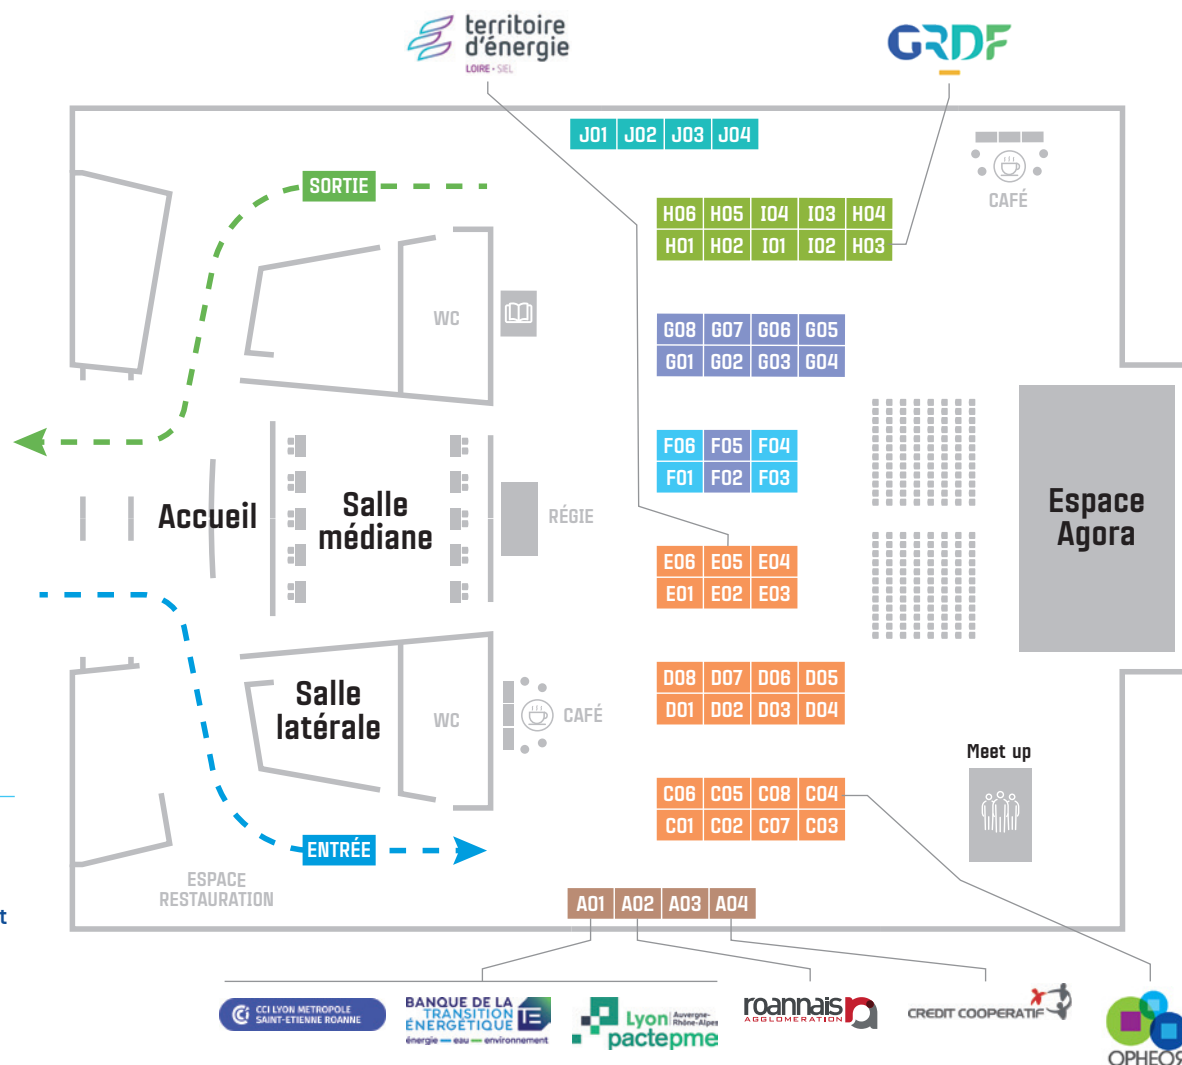 territoire
d'énergie
LOIRE - SIEL
GRDF
J01 J02 J03 J04
SORTIE
CAFÉ
H06 H05 I04 I03 H04
H01 H02 I01 I02 H03
WC
G08 G07 G06 G05
G01 G02 G03 G04
F06 F05 F04
F01 F02 F03
Accueil
Salle
médiane
RÉGIE
Espace
Agora
E06 E05 E04
E01 E02 E03
Salle
latérale
WC
CAFÉ
D08 D07 D06 D05
D01 D02 D03 D04
Meet up
C06 C05 C08 C04
C01 C02 C07 C03
ENTRÉE
ESPACE
RESTAURATION
t
A01 A02 A03 A04
CCI LYON METROPOLE
SAINT-ETIENNE ROANNE
BANQUE DE LA
TRANSITION
ÉNERGÉTIQUE
TE
énergie — eau — environnement
Lyon
Auvergne-
Rhône-Alpes
pactepme
roannais
AGGLOMERATION
CREDIT COOPERATIF
OPHEOR